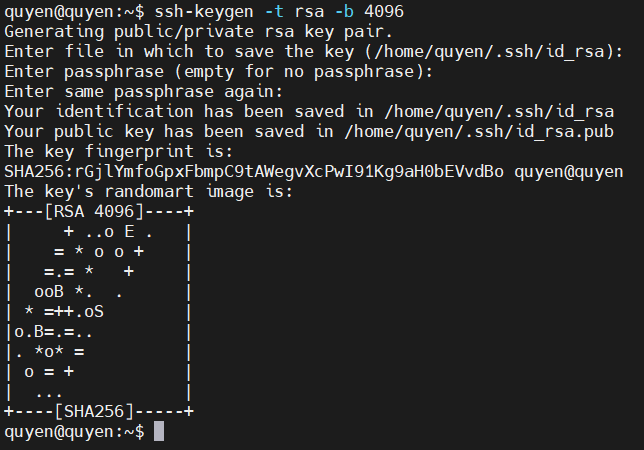 quyen@quyen:~$ ssh-keygen -t rsa -b 4096
Generating public/private rsa key pair.
Enter file in which to save the key (/home/quyen/.ssh/id_rsa):
Enter passphrase (empty for no passphrase):
Enter same passphrase again:
Your identification has been saved in /home/quyen/.ssh/id_rsa
Your public key has been saved in /home/quyen/.ssh/id_rsa.pub
The key fingerprint is:
SHA256:rGjlYmfoGpxFbmpC9tAWegvXcPwI91Kg9aH0bEVvdBo quyen@quyen
The key's randomart image is:
+---[RSA 4096]----+
|     + ..o E .   |
|    = * o o +    |
|   =.= *   +     |
|  ooB *.  .      |
| * =++.oS        |
|o.B=.=..         |
|. *o* =          |
| o = +           |
|  ...            |
+----[SHA256]-----+
quyen@quyen:~$